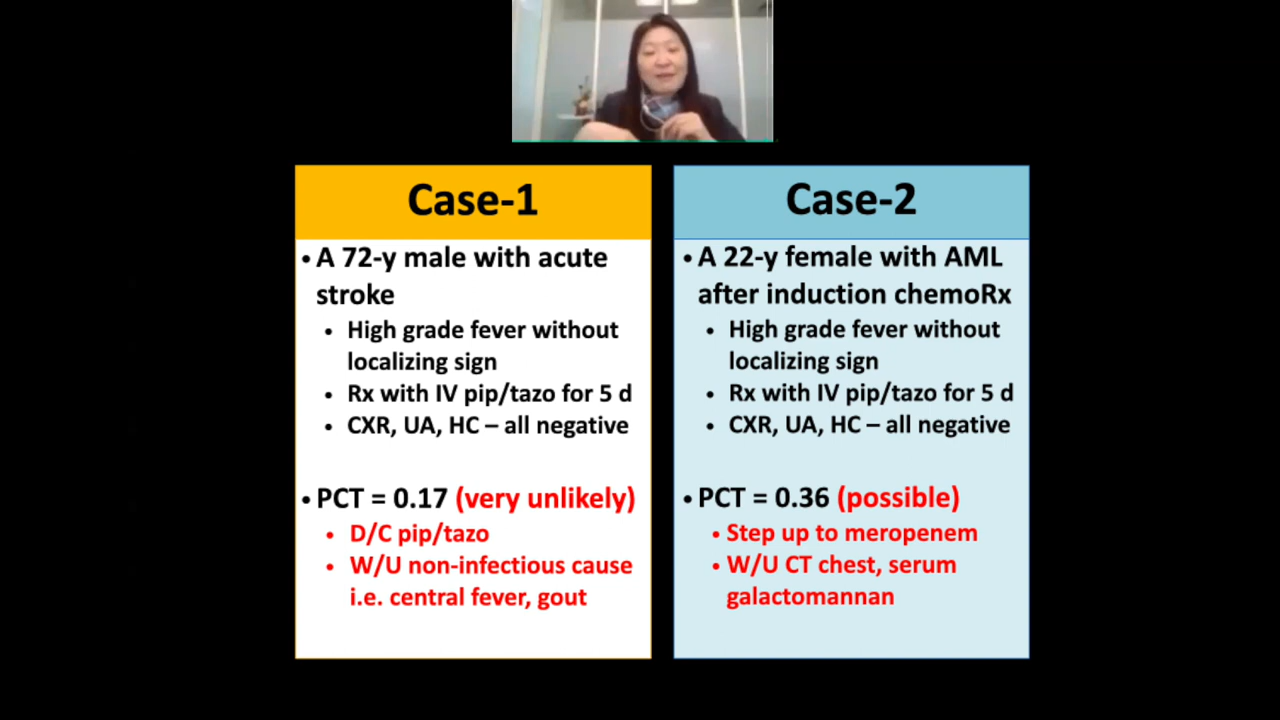 Case-1
• A 72-y male with acute
stroke
• High grade fever without
localizing sign
• Rx with IV pip/tazo for 5 d
• CXR, UA, HC – all negative
• PCT = 0.17 (very unlikely)
• D/C pip/tazo
• W/U non-infectious cause
i.e. central fever, gout
Case-2
• A 22-y female with AML
after induction chemoRx
• High grade fever without
localizing sign
• Rx with IV pip/tazo for 5 d
• CXR, UA, HC – all negative
• PCT = 0.36 (possible)
• Step up to meropenem
• W/U CT chest, serum
galactomannan